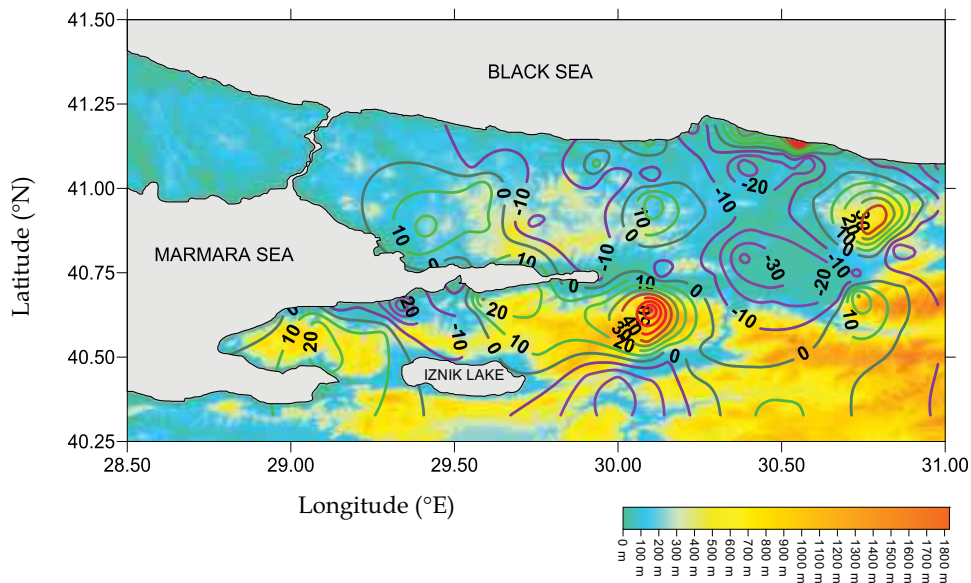 41.50
BLACK SEA
41.25
41.00
0
-10
-10
-20
10
0
20
10
0
10
MARMARA SEA
0
10
-10
-30
-10
40.75
0
10
-20
0
20
20
-10
10
40
30
20
10
20
-10
0
10
0
0
40.50
IZNIK LAKE
40.25
28.50 29.00 29.50 30.00 30.50 31.00
Latitude (°N)
Longitude (°E)
0 m
100 m
200 m
300 m
400 m
500 m
600 m
700 m
800 m
900 m
1000 m
1100 m
1200 m
1300 m
1400 m
1500 m
1600 m
1700 m
1800 m